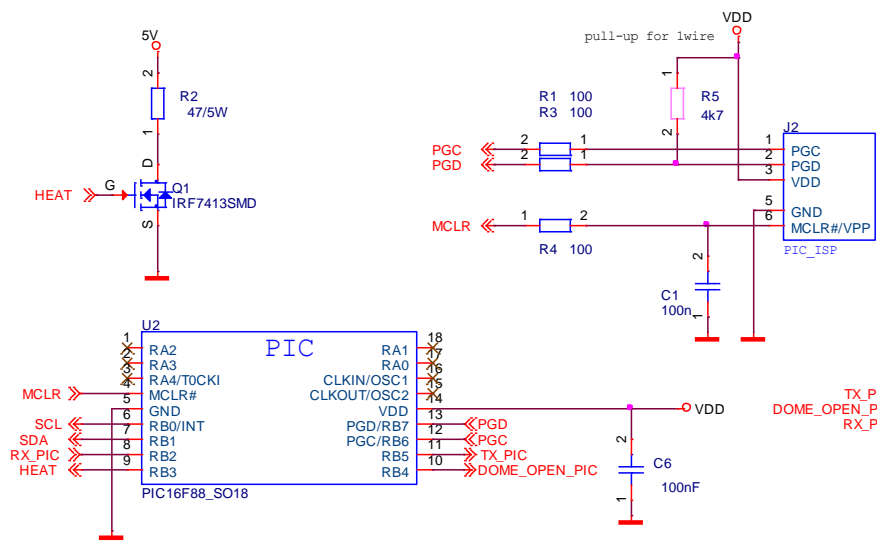 5V
2
R2
47/5W
1
D
G
HEAT
Q1
IRF7413SMD
S
VDD
pull-up for 1wire
1
R1 100
R3 100
R5
4k7
2
J2
PGC 2 1 1 PGC
PGD 2 1 2 PGD
3 VDD
5 GND
MCLR 1 2 6 MCLR#/VPP
R4 100
PIC_ISP
2
C1
100n
1
U2
PIC
1 RA2 RA1 18
2 RA3 RA0 17
3 RA4/T0CKI CLKIN/OSC1 16
MCLR 4 MCLR# CLKOUT/OSC2 15
5 GND VDD 14 VDD
SCL 6 RB0/INT PGD/RB7 13 PGD
SDA 7 RB1 PGC/RB6 12 PGC
RX_PIC 8 RB2 RB5 11 TX_PIC
HEAT 9 RB3 RB4 10 DOME_OPEN_PIC
PIC16F88_SO18
2
C6
100nF
1
TX_P
DOME_OPEN_P
RX_P